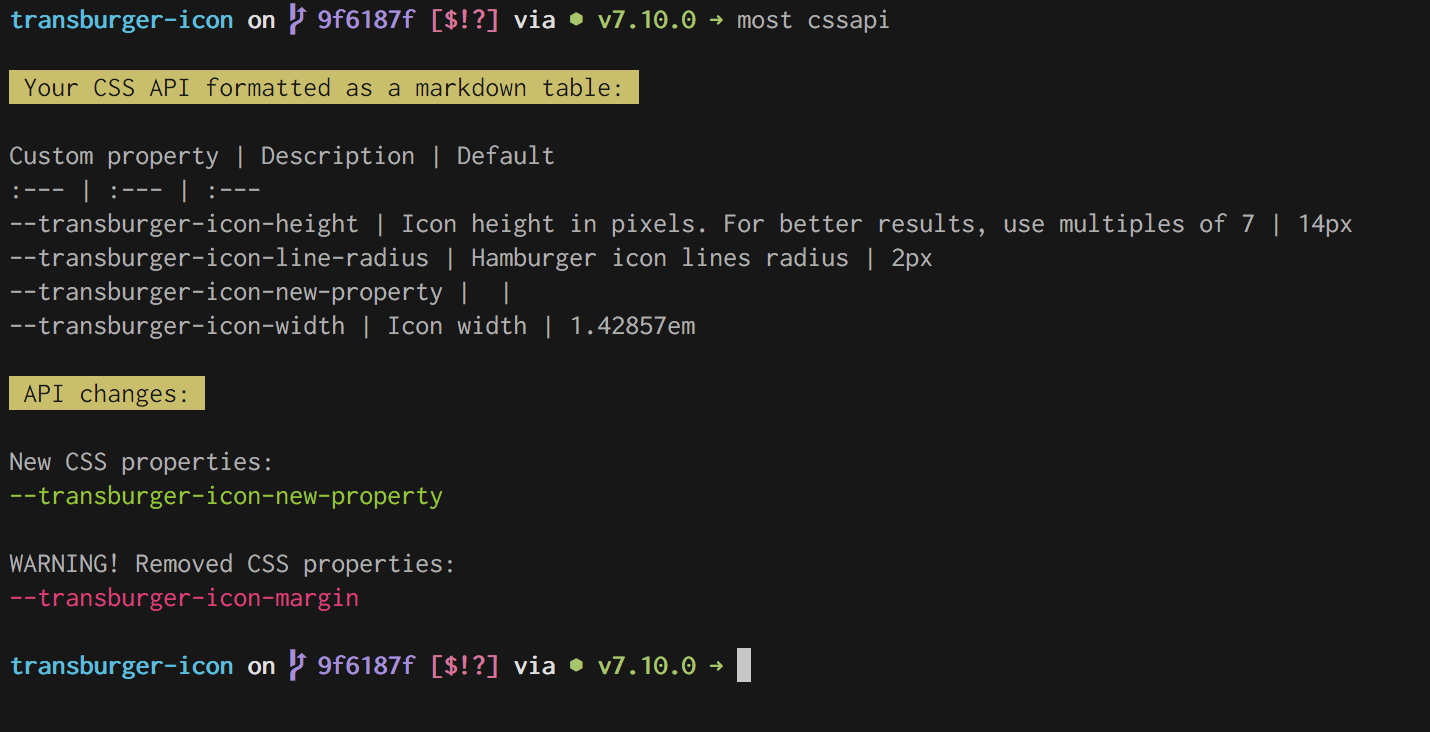 transburger-icon on 9f6187f [$!?] via ⬢ v7.10.0 → most cssapi
Your CSS API formatted as a markdown table:
Custom property | Description | Default
:--- | :--- | :---
--transburger-icon-height | Icon height in pixels. For better results, use multiples of 7 | 14px
--transburger-icon-line-radius | Hamburger icon lines radius | 2px
--transburger-icon-new-property |  |
--transburger-icon-width | Icon width | 1.42857em
API changes:
New CSS properties:
--transburger-icon-new-property
WARNING! Removed CSS properties:
--transburger-icon-margin
transburger-icon on 9f6187f [$!?] via ⬢ v7.10.0 →